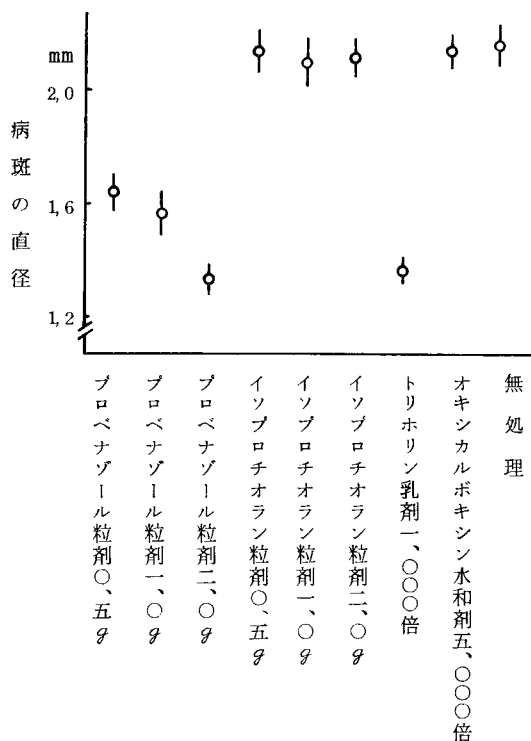 mm
2,0
1,6
1,2
病斑の直径
プロベナゾール粒剤〇、五g
プロベナゾール粒剤一、〇g
プロベナゾール粒剤二、〇g
イソプロチオラン粒剤〇、五g
イソプロチオラン粒剤一、〇g
イソプロチオラン粒剤二、〇g
トリホリン乳剤一、〇〇〇倍
オキシカルボキシン水和剤五、〇〇〇倍
無処理